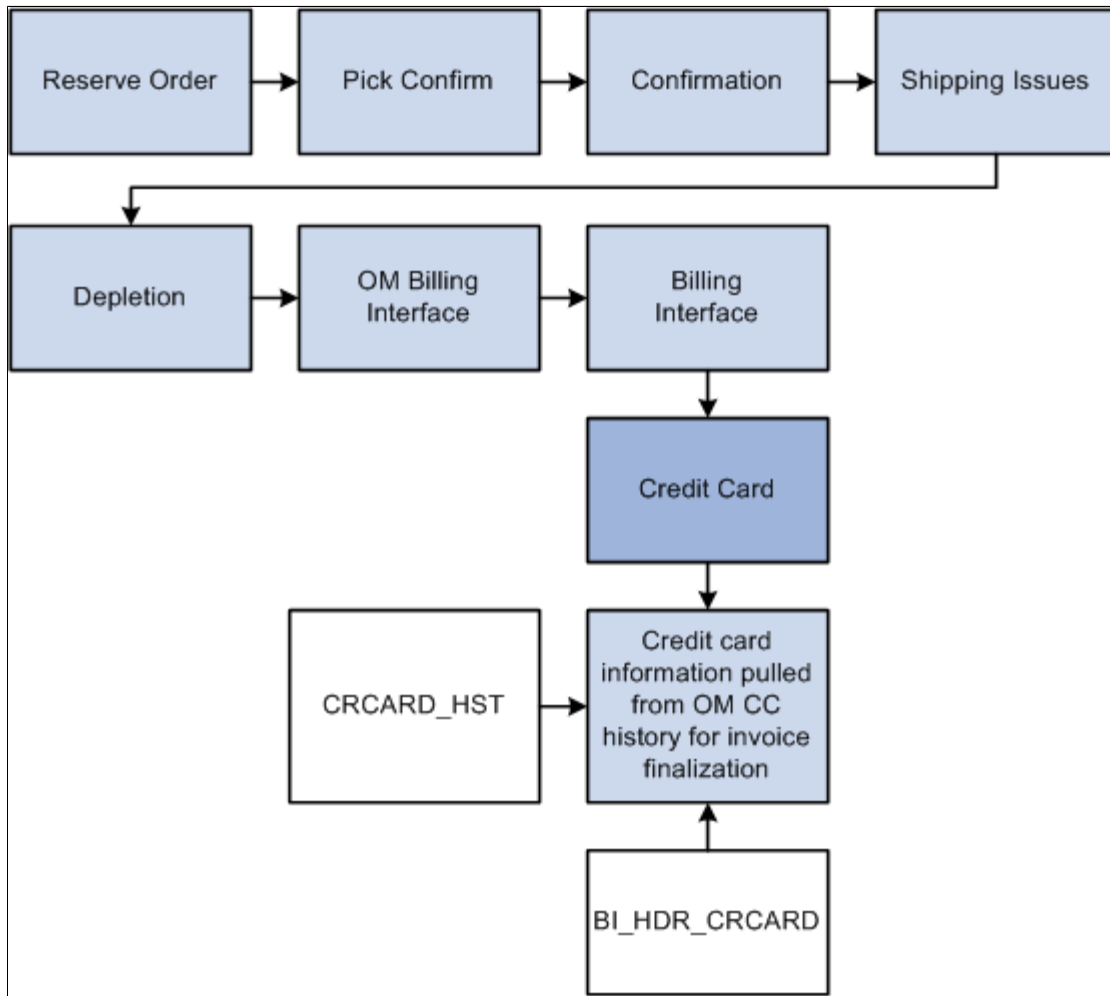 Reserve Order
Pick Confirm
Confirmation
Shipping Issues
Depletion
OM Billing
Interface
Billing
Interface
Credit Card
CRCARD_HST
Credit card
information pulled
from OM CC
history for invoice
finalization
BI_HDR_CRCARD